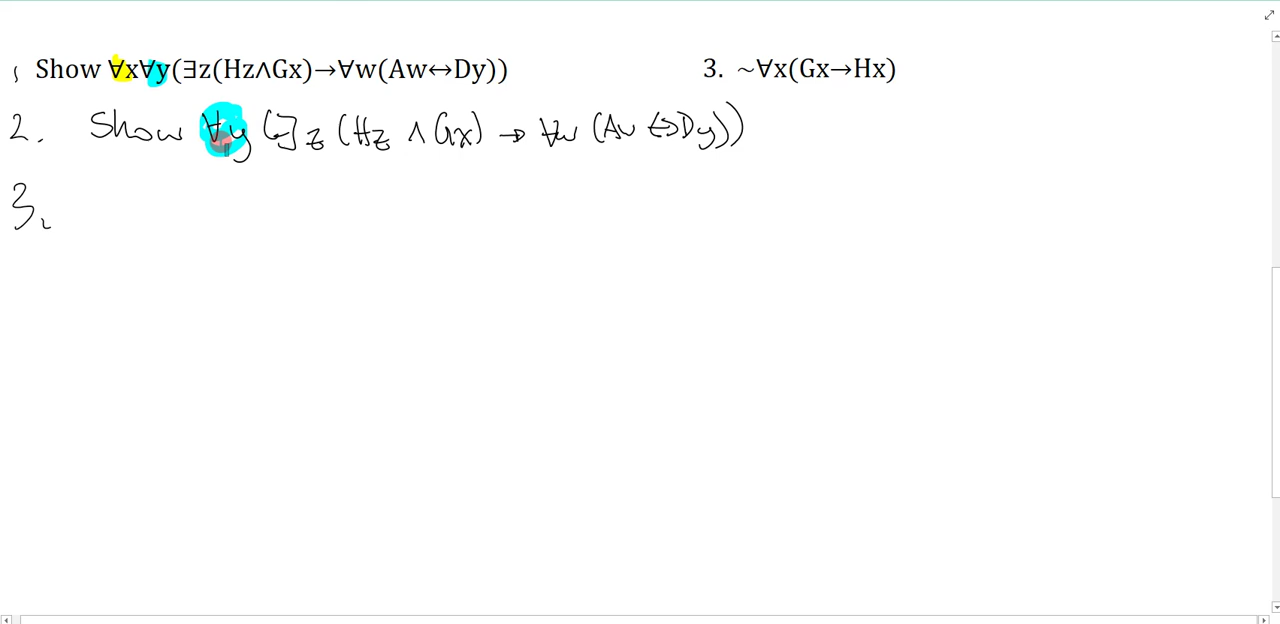 1 Show ∀x∀y(∃z(Hz∧Gx)→∀w(Aw↔Dy)) 3. ~∀x(Gx→Hx)
2. Show ∀y (∃z (Hz ∧ Gx) → ∀w (Aw ↔ Dy))
3.